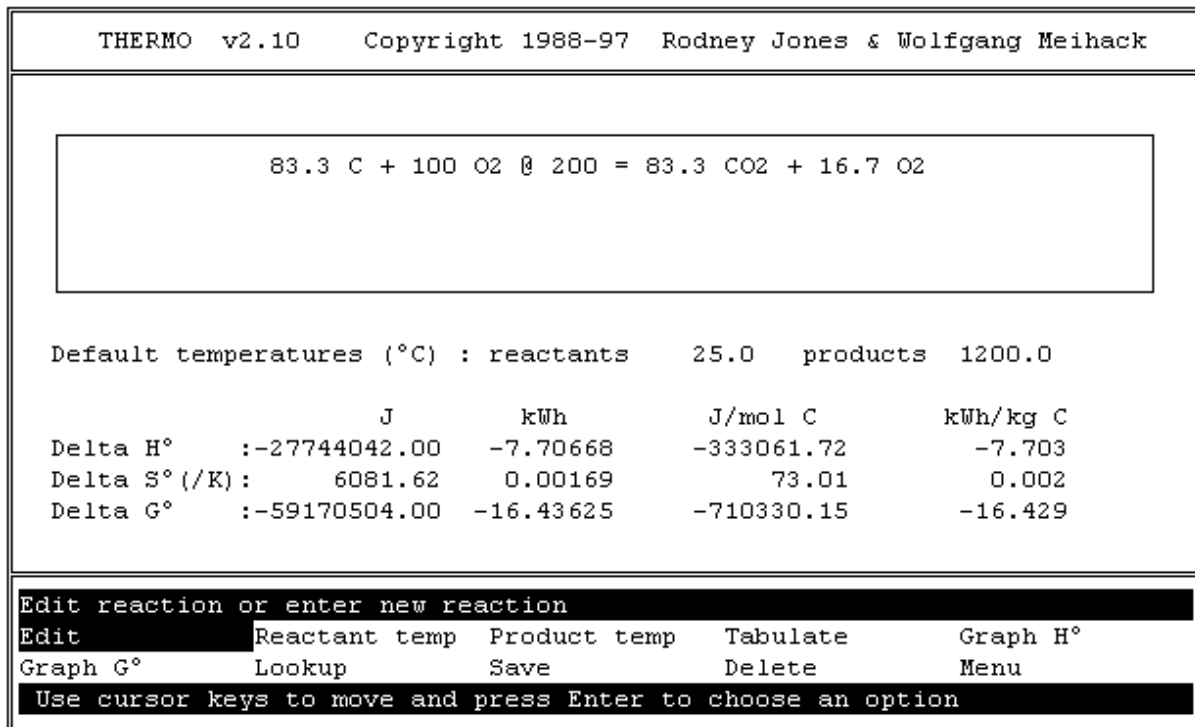 THERMO v2.10 Copyright 1988-97 Rodney Jones & Wolfgang Meihack
83.3 C + 100 O2 @ 200 = 83.3 CO2 + 16.7 O2
Default temperatures (°C) : reactants 25.0 products 1200.0
J kWh J/mol C kWh/kg C
Delta H° :-27744042.00 -7.70668 -333061.72 -7.703
Delta S°(/K): 6081.62 0.00169 73.01 0.002
Delta G° :-59170504.00 -16.43625 -710330.15 -16.429
Edit reaction or enter new reaction
Edit Reactant temp Product temp Tabulate Graph H°
Graph G° Lookup Save Delete Menu
Use cursor keys to move and press Enter to choose an option